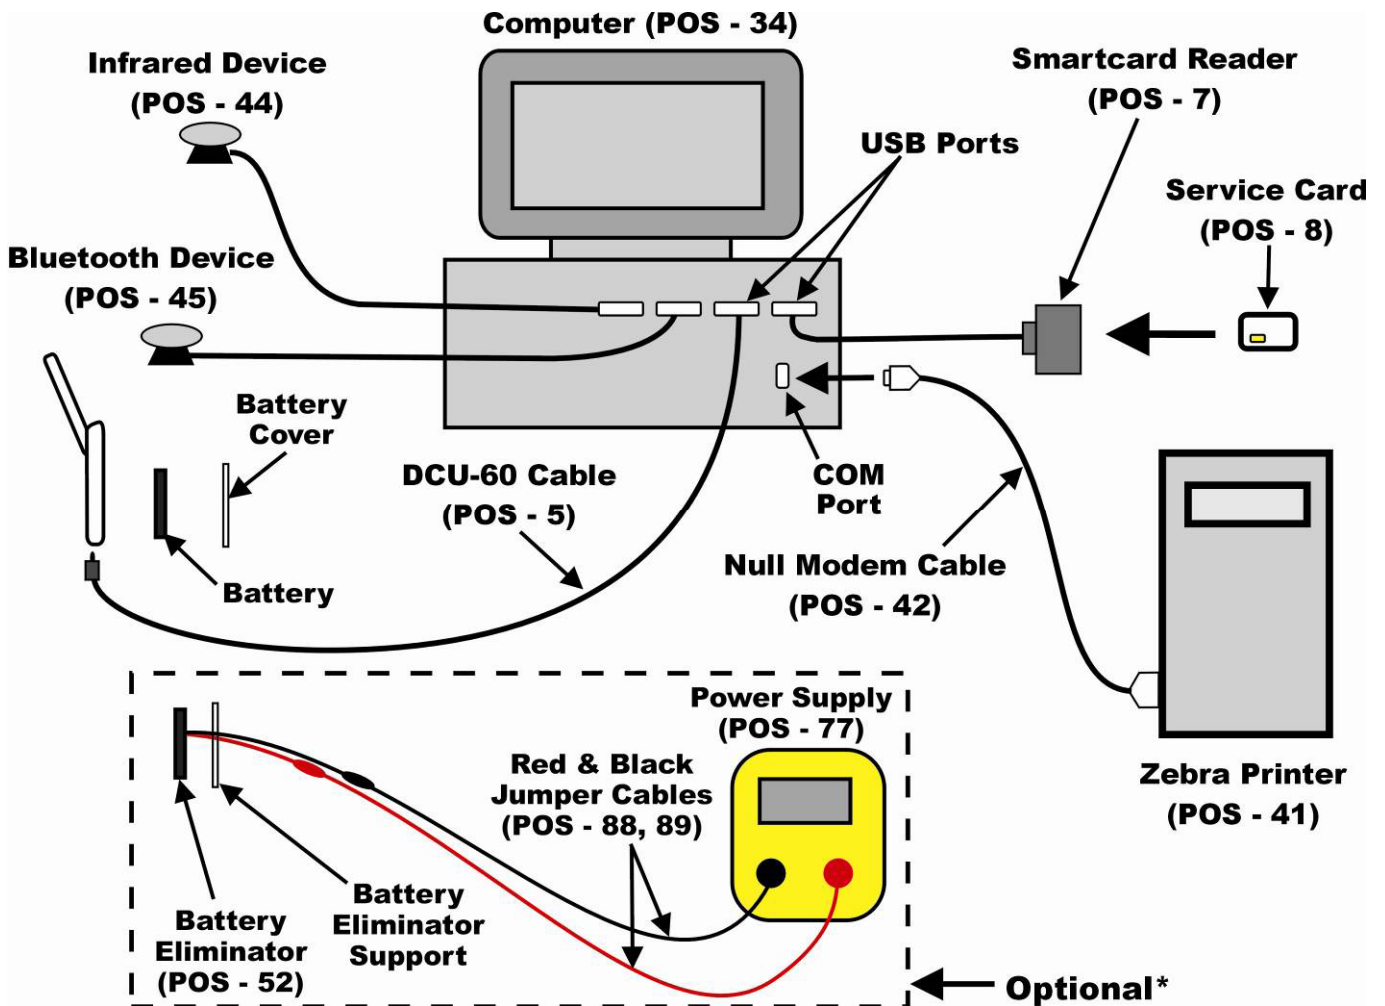 Computer (POS - 34)
Infrared Device
(POS - 44)
Smartcard Reader
(POS - 7)
USB Ports
Service Card
(POS - 8)
Bluetooth Device
(POS - 45)
Battery
Cover
DCU-60 Cable
(POS - 5)
COM
Port
Battery
Null Modem Cable
(POS - 42)
Power Supply
(POS - 77)
Red & Black
Jumper Cables
(POS - 88, 89)
Zebra Printer
(POS - 41)
Battery
Eliminator
Support
Battery
Eliminator
(POS - 52)
Optional*